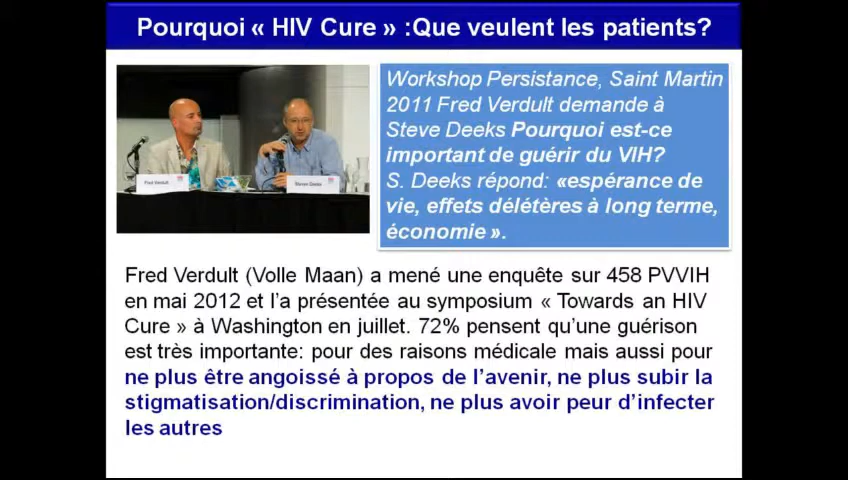 Pourquoi « HIV Cure » :Que veulent les patients?
Workshop Persistance, Saint Martin
2011 Fred Verdult demande à
Steve Deeks Pourquoi est-ce
important de guérir du VIH?
S. Deeks répond: «espérance de
vie, effets délétères à long terme,
économie ».
Fred Verdult
Steven Deeks
Fred Verdult (Volle Maan) a mené une enquête sur 458 PVVIH
en mai 2012 et l’a présentée au symposium « Towards an HIV
Cure » à Washington en juillet. 72% pensent qu’une guérison
est très importante: pour des raisons médicale mais aussi pour
ne plus être angoissé à propos de l’avenir, ne plus subir la
stigmatisation/discrimination, ne plus avoir peur d’infecter
les autres